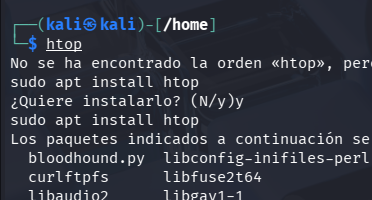 (kali㉿kali)-[/home]
$ htop
No se ha encontrado la orden «htop», per
sudo apt install htop
¿Quiere instalarlo? (N/y)y
sudo apt install htop
Los paquetes indicados a continuación se
bloodhound.py libconfig-inifiles-perl
curlftpfs libfuse2t64
libaudio2 libgav1-1